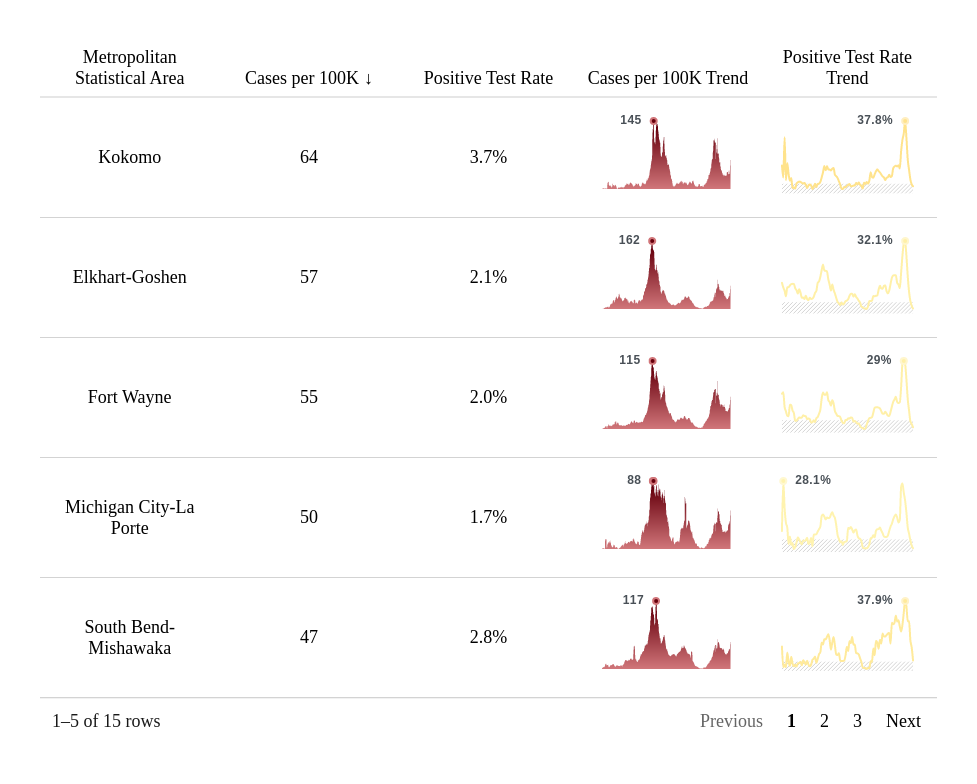 Metropolitan
Statistical Area
Cases per 100K ↓
Positive Test Rate
Cases per 100K Trend
Positive Test Rate
Trend
Kokomo
64
3.7%
145
37.8%
Elkhart-Goshen
57
2.1%
162
32.1%
Fort Wayne
55
2.0%
115
29%
Michigan City-La
Porte
50
1.7%
88
28.1%
South Bend-
Mishawaka
47
2.8%
117
37.9%
1–5 of 15 rows
Previous 1 2 3 Next